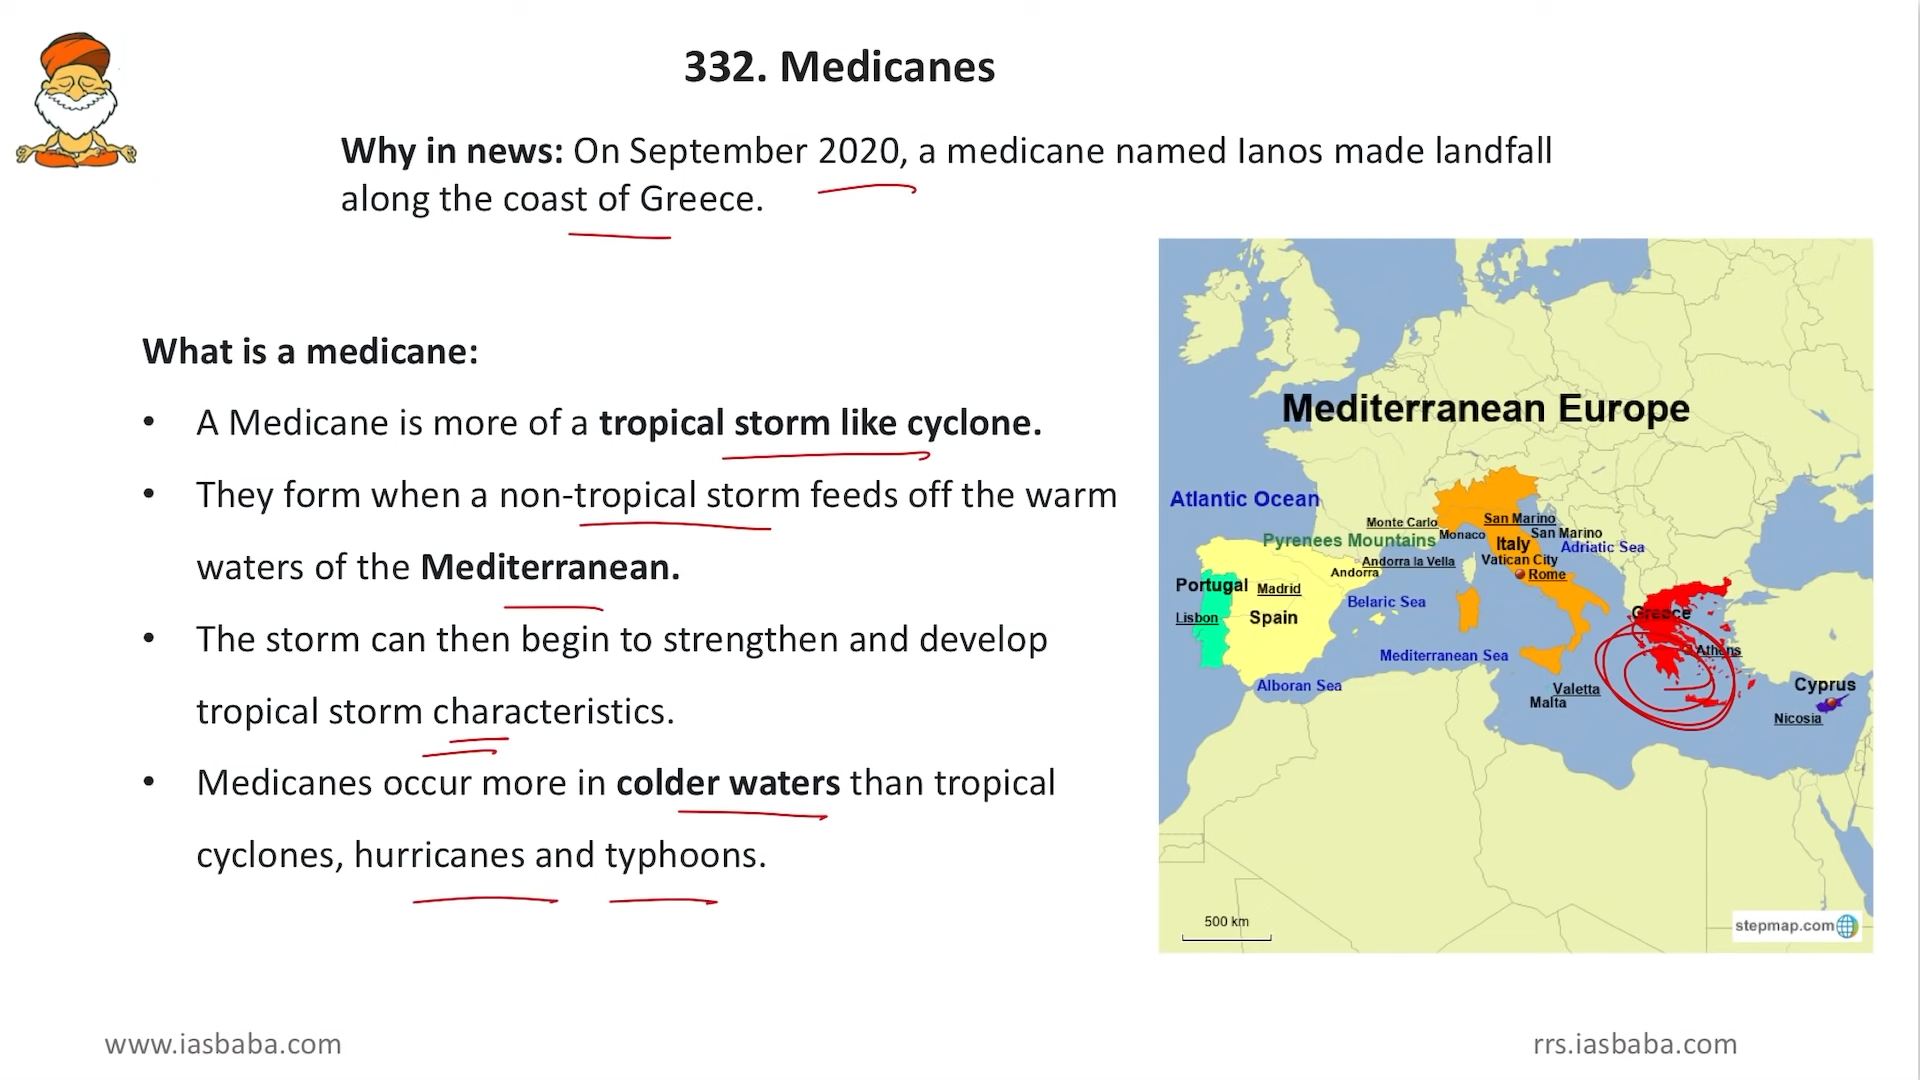 332. Medicanes
Why in news: On September 2020, a medicane named Ianos made landfall
along the coast of Greece.
What is a medicane:
• A Medicane is more of a tropical storm like cyclone.
• They form when a non-tropical storm feeds off the warm
waters of the Mediterranean.
• The storm can then begin to strengthen and develop
tropical storm characteristics.
• Medicanes occur more in colder waters than tropical
cyclones, hurricanes and typhoons.
Mediterranean Europe
Atlantic Ocean
Monte Carlo
Monaco
San Marino
San Marino
Pyrenees Mountains
Italy
Adriatic Sea
Andorra la Vella
Vatican City
Andorra
Rome
Portugal
Madrid
Belaric Sea
Lisbon
Spain
Greece
Mediterranean Sea
Athens
Alboran Sea
Valetta
Malta
Cyprus
Nicosia
500 km
stepmap.com
www.iasbaba.com
rrs.iasbaba.com